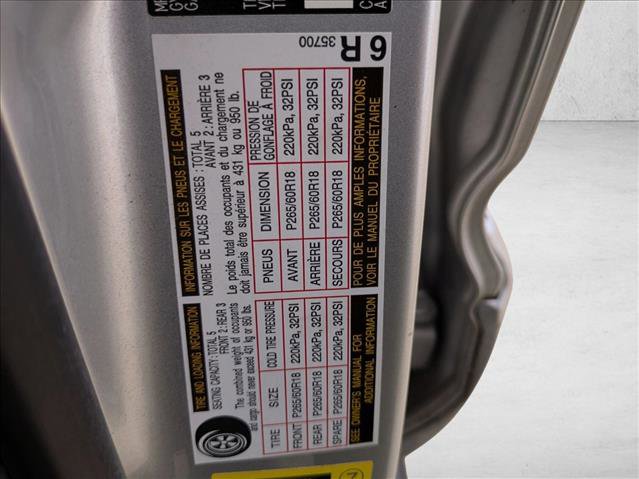 TIRE AND LOADING INFORMATION
SEATING CAPACITY: TOTAL 5
FRONT 2: REAR 3
The combined weight of occupants
and cargo should never exceed 431 kg or 950 lbs.
TIRE SIZE COLD TIRE PRESSURE
FRONT P265/60R18 220kPa, 32PSI
REAR P265/60R18 220kPa, 32PSI
SPARE P265/60R18 220kPa, 32PSI
SEE OWNER'S MANUAL FOR
ADDITIONAL INFORMATION
INFORMATION SUR LES PNEUS ET LE CHARGEMENT
NOMBRE DE PLACES ASSISES : TOTAL 5
AVANT 2: ARRIÈRE 3
Le poids total des occupants et du chargement ne
doit jamais être supérieur à 431 kg ou 950 lb.
PNEUS DIMENSION PRESSION DE
GONFLAGE À FROID
AVANT P265/60R18 220kPa, 32PSI
ARRIÈRE P265/60R18 220kPa, 32PSI
SECOURS P265/60R18 220kPa, 32PSI
POUR DE PLUS AMPLES INFORMATIONS,
VOIR LE MANUEL DU PROPRIÉTAIRE
6R
35700